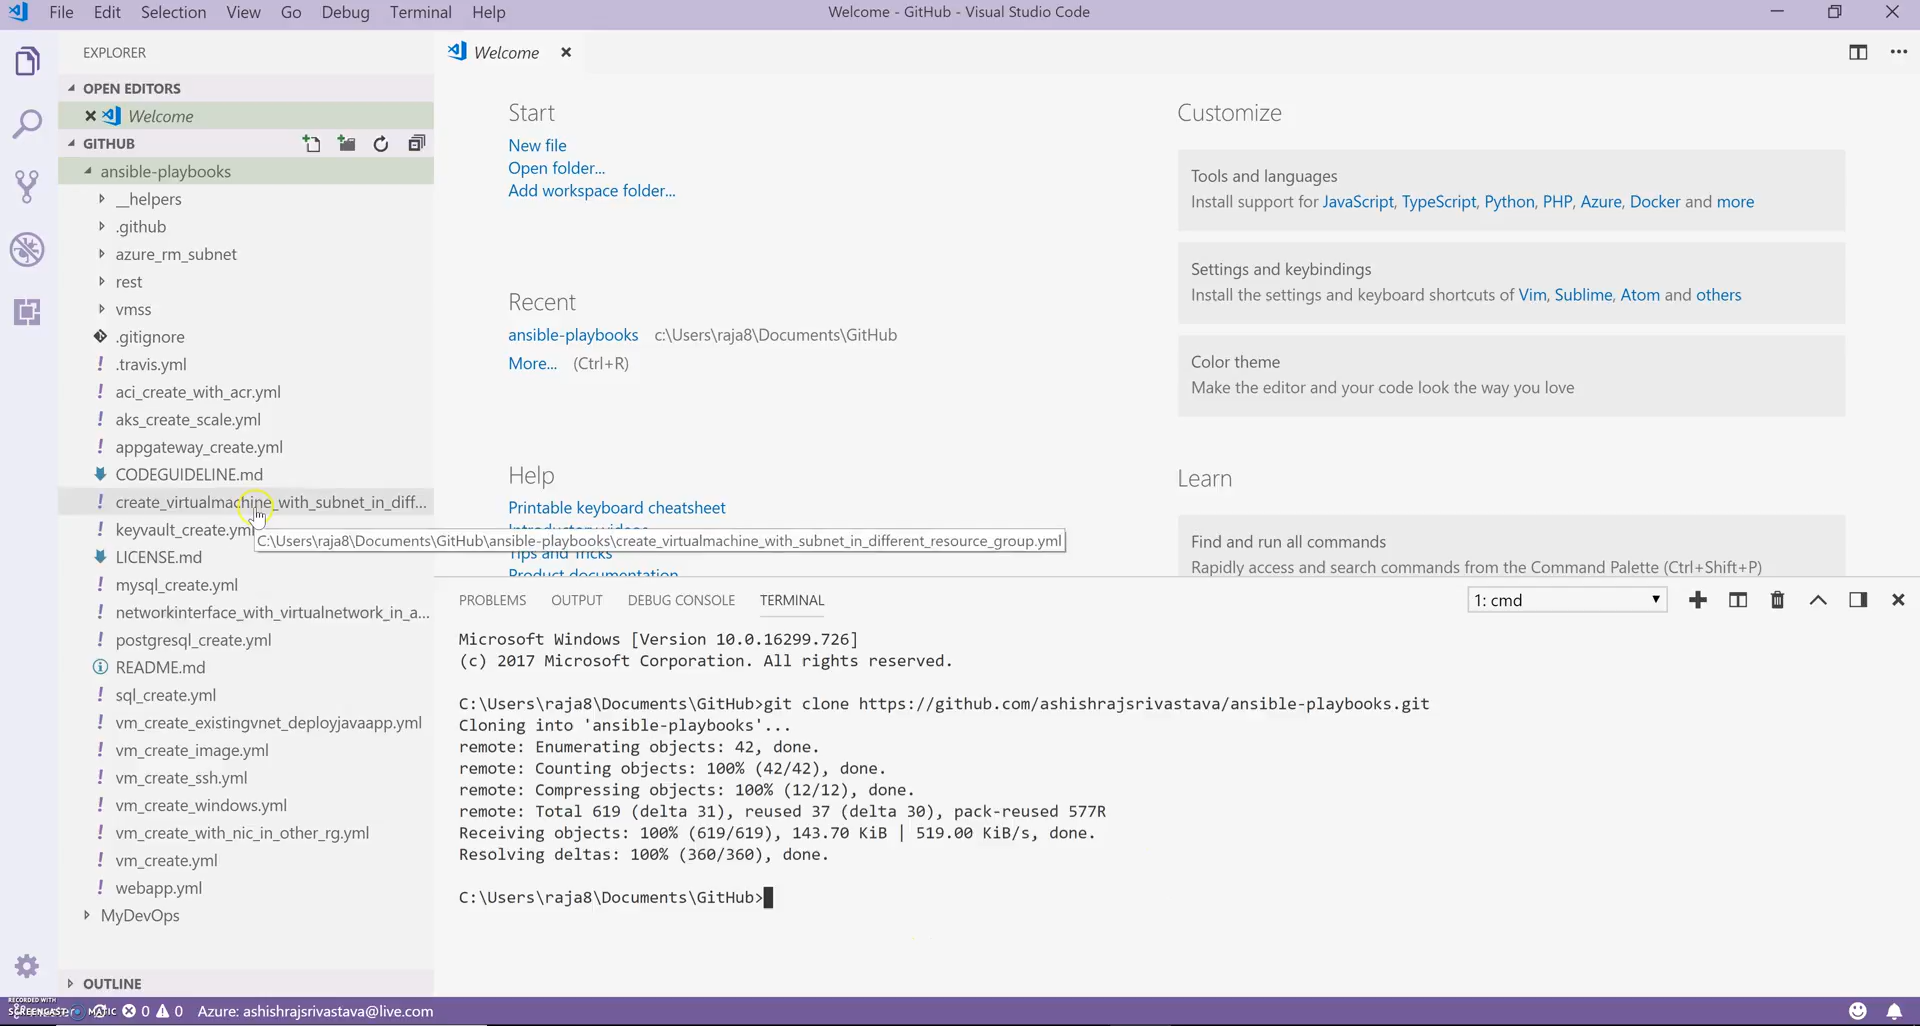 File Edit Selection View Go Debug Terminal Help
Welcome - GitHub - Visual Studio Code
EXPLORER
OPEN EDITORS
Welcome
GITHUB
ansible-playbooks
__helpers
.github
azure_rm_subnet
rest
vmss
.gitignore
.travis.yml
aci_create_with_acr.yml
aks_create_scale.yml
appgateway_create.yml
CODEGUIDELINE.md
create_virtualmachine_with_subnet_in_diff...
keyvault_create.yml
LICENSE.md
mysql_create.yml
networkinterface_with_virtualnetwork_in_a...
postgresql_create.yml
README.md
sql_create.yml
vm_create_existingvnet_deployjavaapp.yml
vm_create_image.yml
vm_create_ssh.yml
vm_create_windows.yml
vm_create_with_nic_in_other_rg.yml
vm_create.yml
webapp.yml
MyDevOps
OUTLINE
Welcome
Start
New file
Open folder...
Add workspace folder...
Recent
ansible-playbooks c:\Users\raja8\Documents\GitHub
More... (Ctrl+R)
Help
Printable keyboard cheatsheet
C:\Users\raja8\Documents\GitHub\ansible-playbooks\create_virtualmachine_with_subnet_in_different_resource_group.yml
Tips and Tricks
Product documentation
Customize
Tools and languages
Install support for JavaScript, TypeScript, Python, PHP, Azure, Docker and more
Settings and keybindings
Install the settings and keyboard shortcuts of Vim, Sublime, Atom and others
Color theme
Make the editor and your code look the way you love
Learn
Find and run all commands
Rapidly access and search commands from the Command Palette (Ctrl+Shift+P)
PROBLEMS OUTPUT DEBUG CONSOLE TERMINAL
1: cmd
Microsoft Windows [Version 10.0.16299.726]
(c) 2017 Microsoft Corporation. All rights reserved.
C:\Users\raja8\Documents\GitHub>git clone https://github.com/ashishrajsrivastava/ansible-playbooks.git
Cloning into 'ansible-playbooks'...
remote: Enumerating objects: 42, done.
remote: Counting objects: 100% (42/42), done.
remote: Compressing objects: 100% (12/12), done.
remote: Total 619 (delta 31), reused 37 (delta 30), pack-reused 577R
Receiving objects: 100% (619/619), 143.70 KiB | 519.00 KiB/s, done.
Resolving deltas: 100% (360/360), done.
C:\Users\raja8\Documents\GitHub>
RECORDED WITH
SCREENCAST MATIC
0 0 Azure: ashishrajsrivastava@live.com